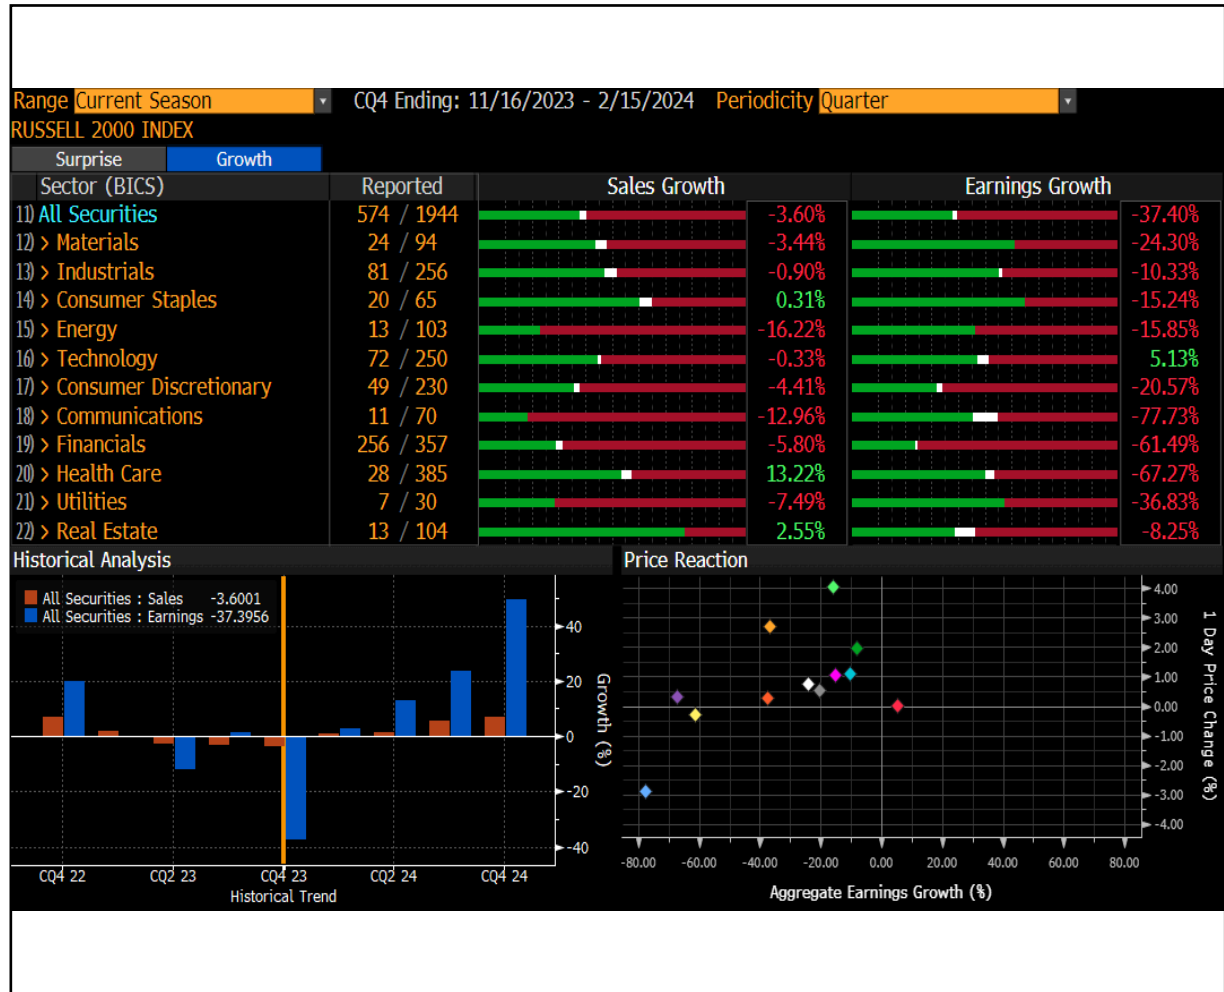 Range Current Season CQ4 Ending: 11/16/2023 - 2/15/2024 Periodicity Quarter
RUSSELL 2000 INDEX
Surprise Growth
Sector (BICS) Reported Sales Growth Earnings Growth
11) All Securities 574 / 1944 -3.60% -37.40%
12) > Materials 24 / 94 -3.44% -24.30%
13) > Industrials 81 / 256 -0.90% -10.33%
14) > Consumer Staples 20 / 65 0.31% -15.24%
15) > Energy 13 / 103 -16.22% -15.85%
16) > Technology 72 / 250 -0.33% 5.13%
17) > Consumer Discretionary 49 / 230 -4.41% -20.57%
18) > Communications 11 / 70 -12.96% -77.73%
19) > Financials 256 / 357 -5.80% -61.49%
20) > Health Care 28 / 385 13.22% -67.27%
21) > Utilities 7 / 30 -7.49% -36.83%
22) > Real Estate 13 / 104 2.55% -8.25%
Historical Analysis
All Securities : Sales -3.6001
All Securities : Earnings -37.3956
40
20
0
-20
-40
Growth (%)
CQ4 22 CQ2 23 CQ4 23 CQ2 24 CQ4 24
Historical Trend
Price Reaction
4.00
3.00
2.00
1.00
0.00
-1.00
-2.00
-3.00
-4.00
1 Day Price Change (%)
-80.00 -60.00 -40.00 -20.00 0.00 20.00 40.00 60.00 80.00
Aggregate Earnings Growth (%)